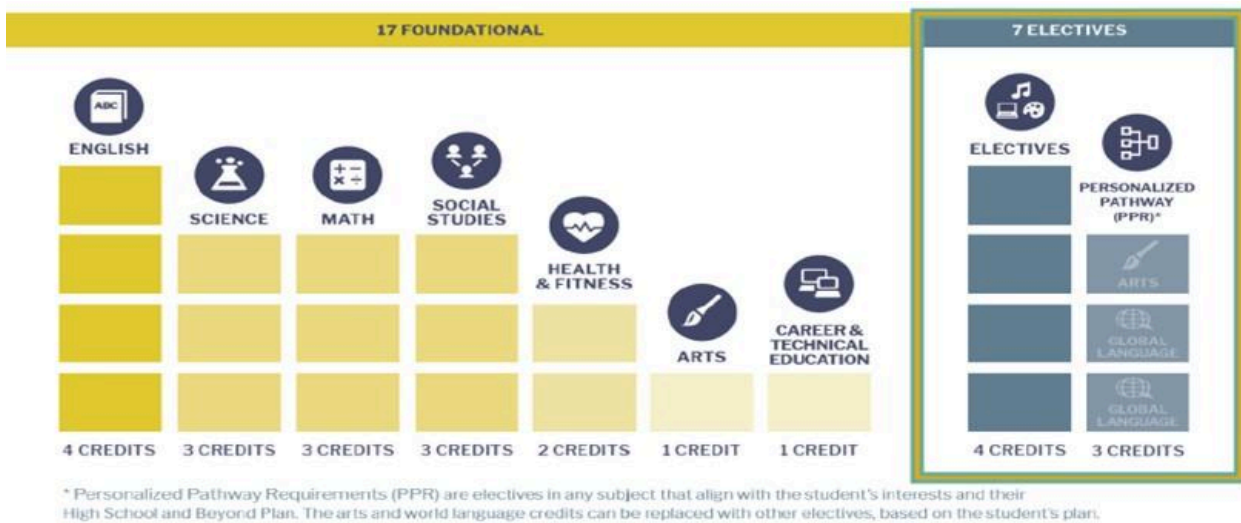 17 FOUNDATIONAL
7 ELECTIVES
ABC
ENGLISH
SCIENCE
MATH
SOCIAL
STUDIES
HEALTH
& FITNESS
ARTS
CAREER &
TECHNICAL
EDUCATION
ELECTIVES
PERSONALIZED
PATHWAY
(PPR)*
ARTS
GLOBAL
LANGUAGE
GLOBAL
LANGUAGE
4 CREDITS 3 CREDITS 3 CREDITS 3 CREDITS 2 CREDITS 1 CREDIT 1 CREDIT 4 CREDITS 3 CREDITS
* Personalized Pathway Requirements (PPR) are electives in any subject that align with the student's interests and their
High School and Beyond Plan. The arts and world language credits can be replaced with other electives, based on the student's plan.